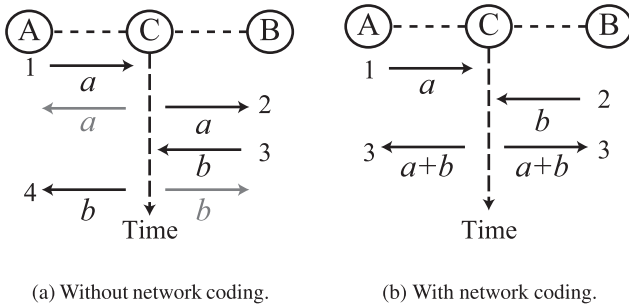 A C B
1 a
a a 2
b 3
4 b b
Time
(a) Without network coding.
A C B
1 a
b 2
3 a+b a+b 3
Time
(b) With network coding.